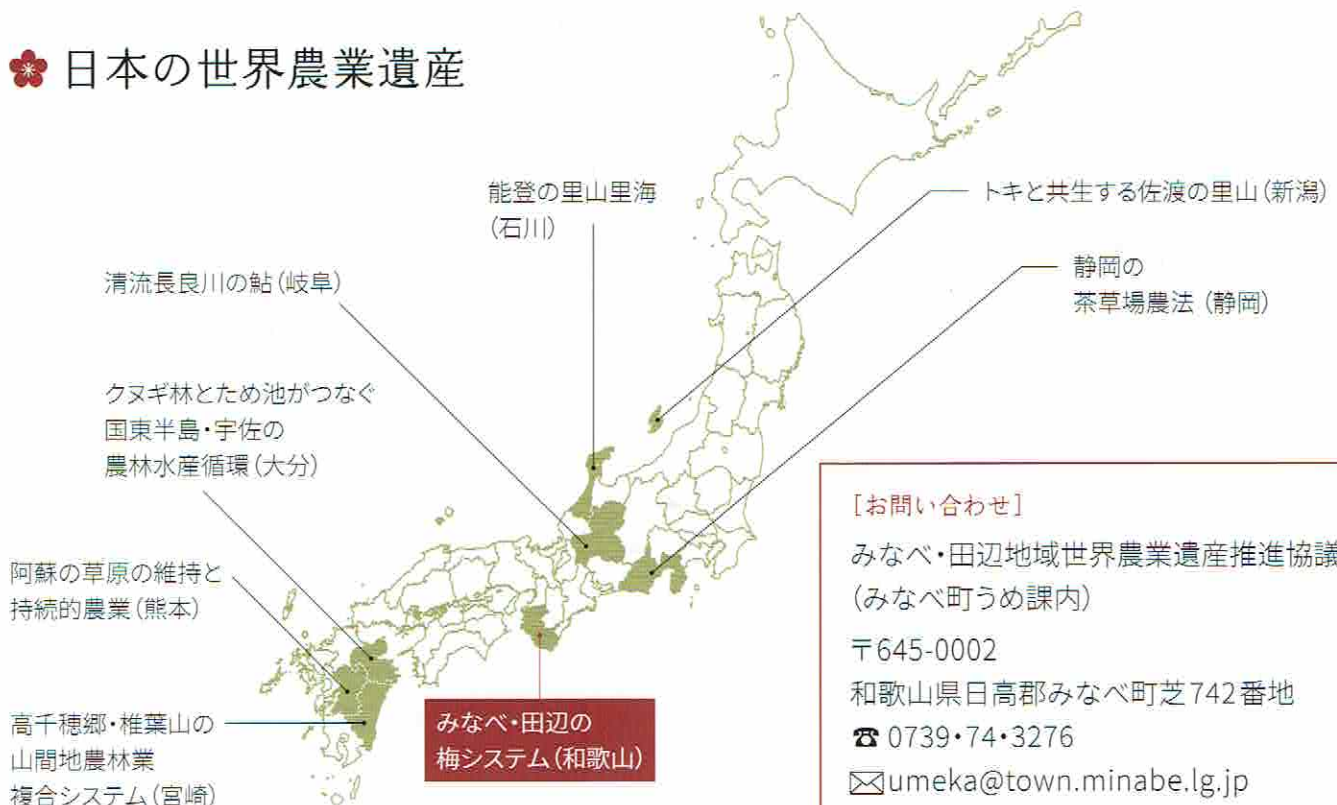 日本の世界農業遺産
能登の里山里海
(石川)
トキと共生する佐渡の里山(新潟)
清流長良川の鮎(岐阜)
静岡の
茶草場農法(静岡)
クヌギ林とため池がつなぐ
国東半島・宇佐の
農林水産循環(大分)
阿蘇の草原の維持と
持続的農業(熊本)
高千穂郷・椎葉山の
山間地農林業
複合システム(宮崎)
みなべ・田辺の
梅システム(和歌山)
[お問い合わせ]
みなべ・田辺地域世界農業遺産推進協議
(みなべ町うめ課内)
〒645-0002
和歌山県日高郡みなべ町芝742番地
☎ 0739・74・3276
✉umeka@town.minabe.lg.jp